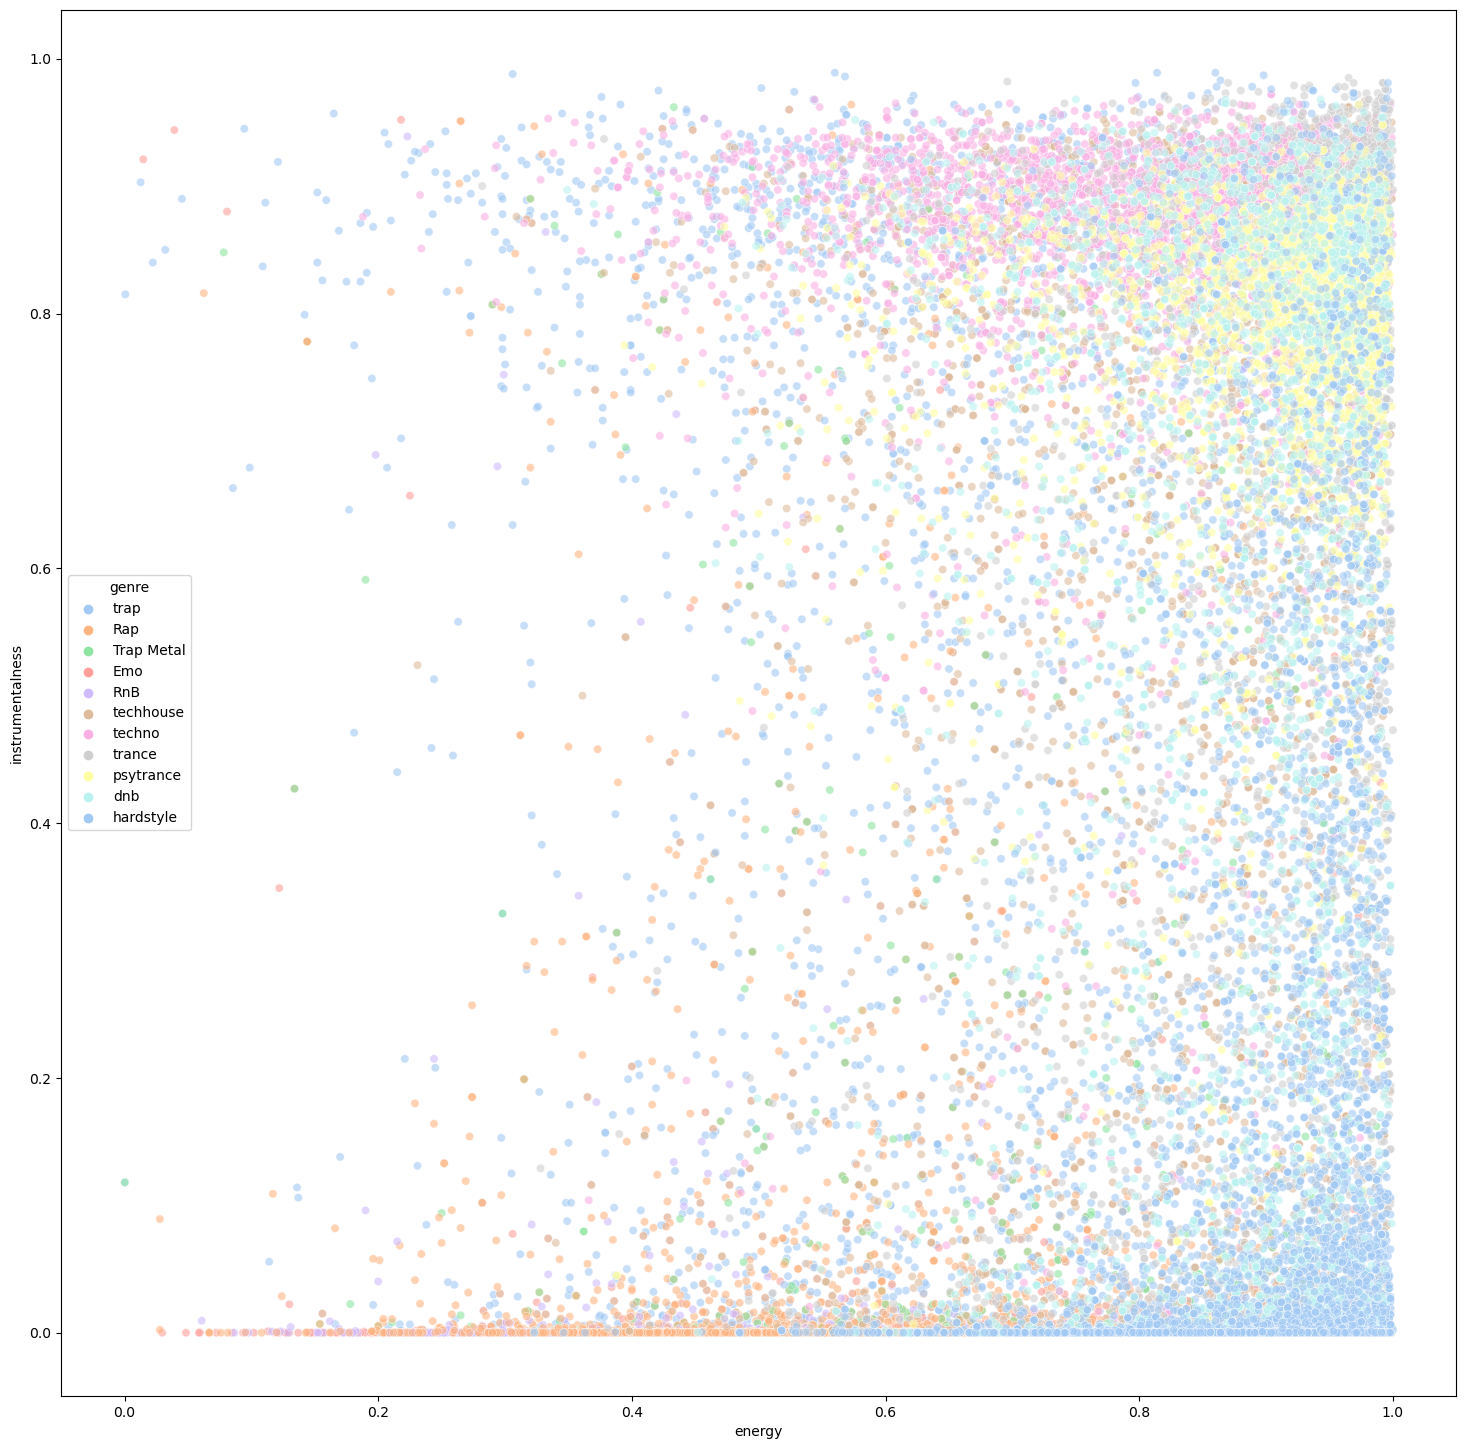 1.0
0.8
0.6
0.4
0.2
0.0
instrumentalness
genre
trap
Rap
Trap Metal
Emo
RnB
techhouse
techno
trance
psytrance
dnb
hardstyle
0.0 0.2 0.4 0.6 0.8 1.0
energy